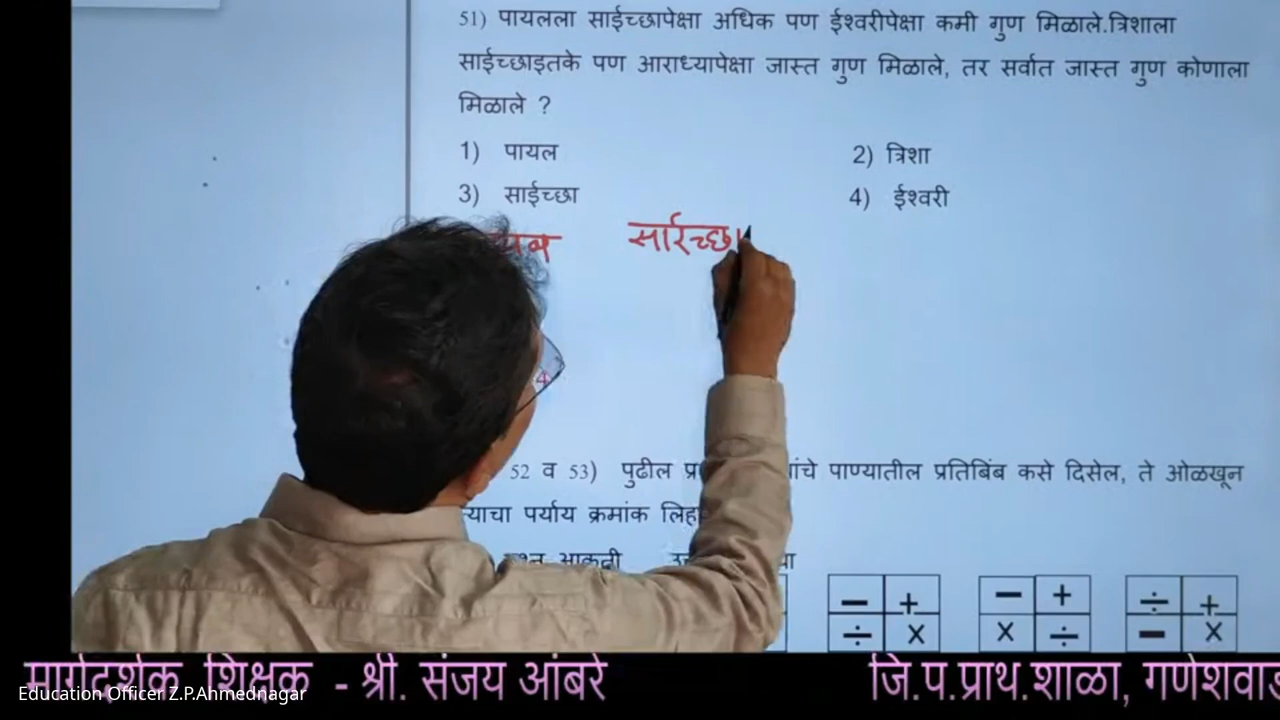 51) पायलला साईच्छापेक्षा अधिक पण ईश्वरीपेक्षा कमी गुण मिळाले.त्रिशाला
साईच्छाइतके पण आराध्यापेक्षा जास्त गुण मिळाले, तर सर्वात जास्त गुण कोणाला
मिळाले ?
1) पायल 2) त्रिशा
3) साईच्छा 4) ईश्वरी
साईच्छा
52 व 53) पुढील पाण्यातील प्रतिबिंब कसे दिसेल, ते ओळखून
पर्याय क्रमांक
− + ÷ ×
− + × ÷
÷ + − ×
मार्गदर्शक शिक्षक - श्री. संजय आंबरे जि.प.प्राथ.शाळा,
Education Officer Z.P.Ahmednagar